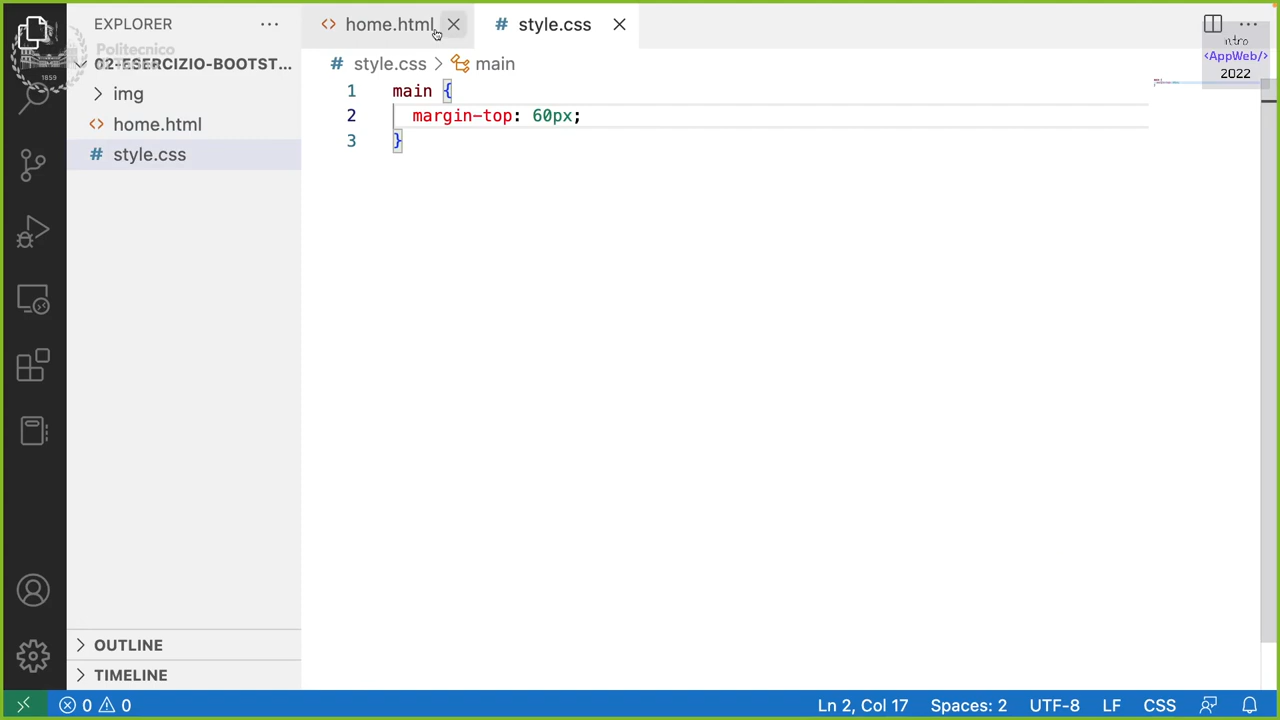 EXPLORER
home.html
style.css
Politecnico
02-ESERCIZIO-BOOTST...
img
home.html
style.css
1859
style.css > main
1 main {
2 margin-top: 60px;
3 }
<AppWeb/>
2022
OUTLINE
TIMELINE
0 0
Ln 2, Col 17 Spaces: 2 UTF-8 LF CSS